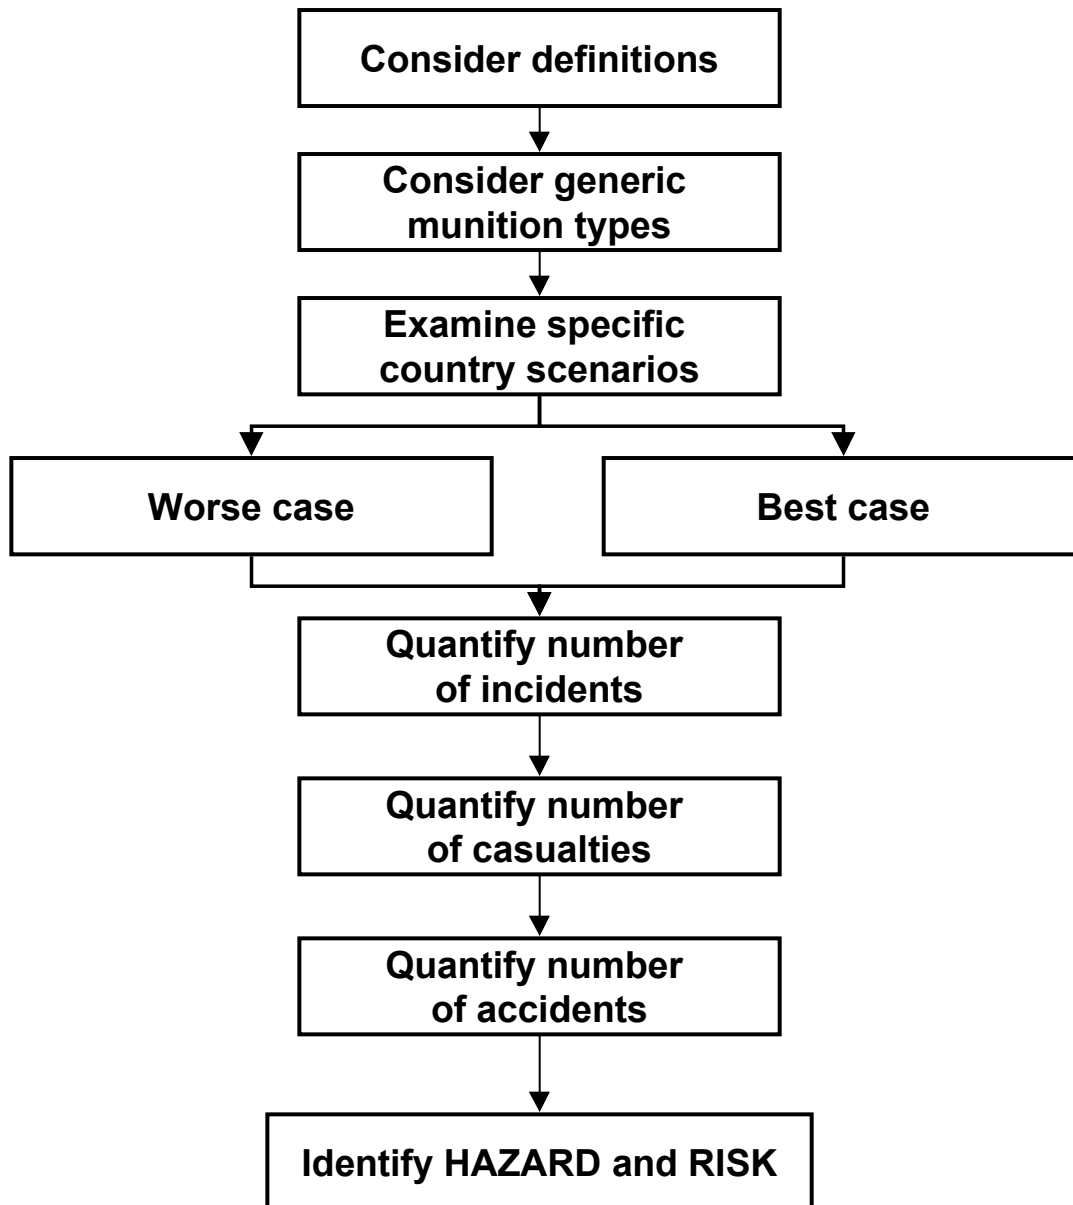 Consider definitions
Consider generic
munition types
Examine specific
country scenarios
Worse case
Best case
Quantify number
of incidents
Quantify number
of casualties
Quantify number
of accidents
Identify HAZARD and RISK